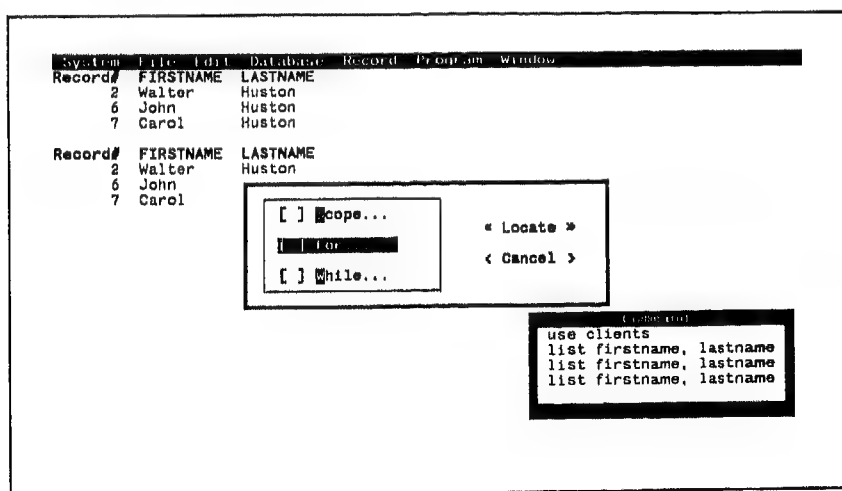 System File Edit Database Record Program Window
Record# FIRSTNAME LASTNAME
2 Walter Huston
6 John Huston
7 Carol Huston
Record# FIRSTNAME LASTNAME
2 Walter Huston
6 John
7 Carol
[ ] Scope...
« Locate »
[ ] For...
< Cancel >
[ ] While...
Command
use clients
list firstname, lastname
list firstname, lastname
list firstname, lastname